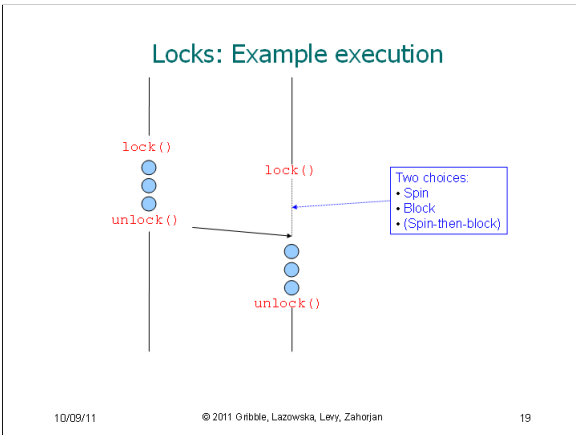 Locks: Example execution
lock()
lock()
unlock()
Two choices:
• Spin
• Block
• (Spin-then-block)
unlock()
10/09/11
© 2011 Gribble, Lazowska, Levy, Zahorjan
19